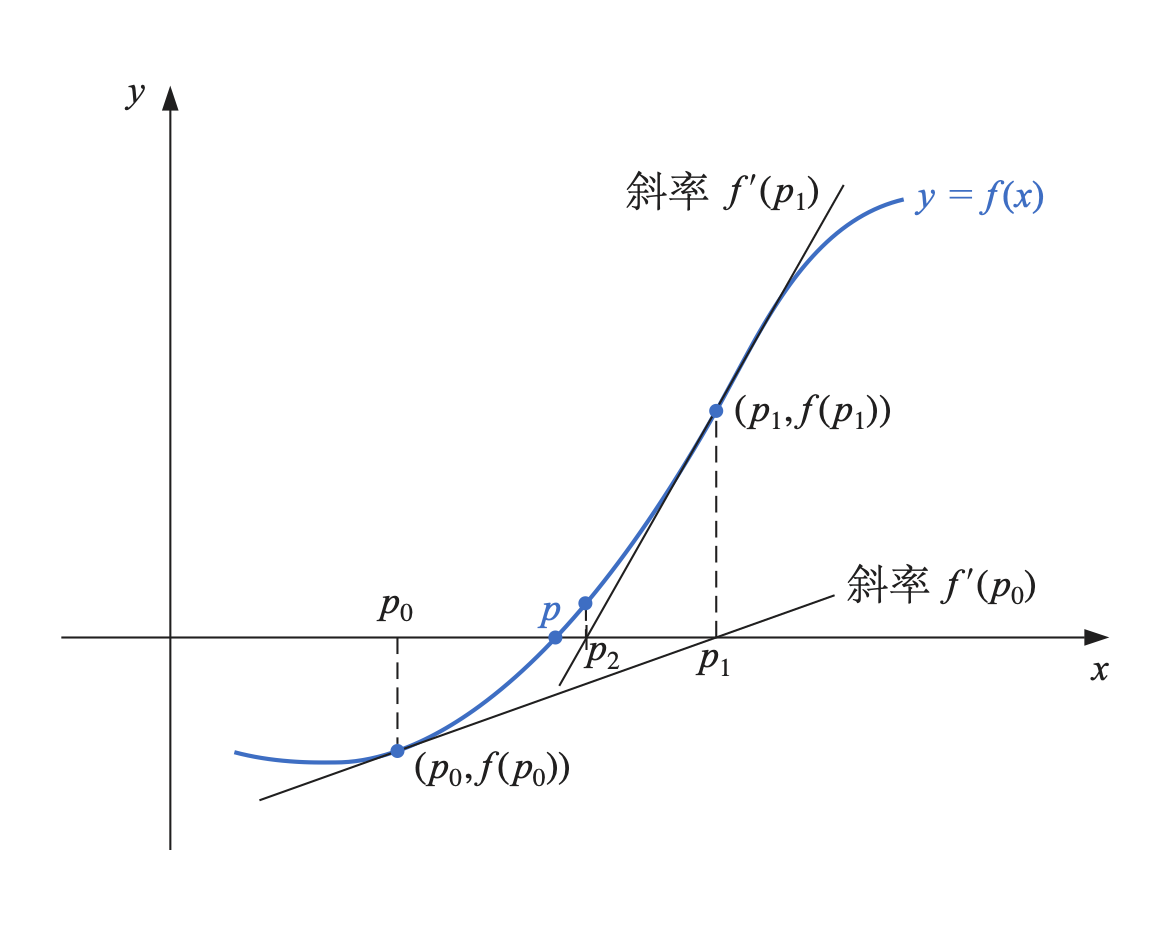 y
斜率 f′(p₁)
y = f(x)
(p₁,f(p₁))
斜率 f′(p₀)
p₀
p
p₂
p₁
x
(p₀,f(p₀))